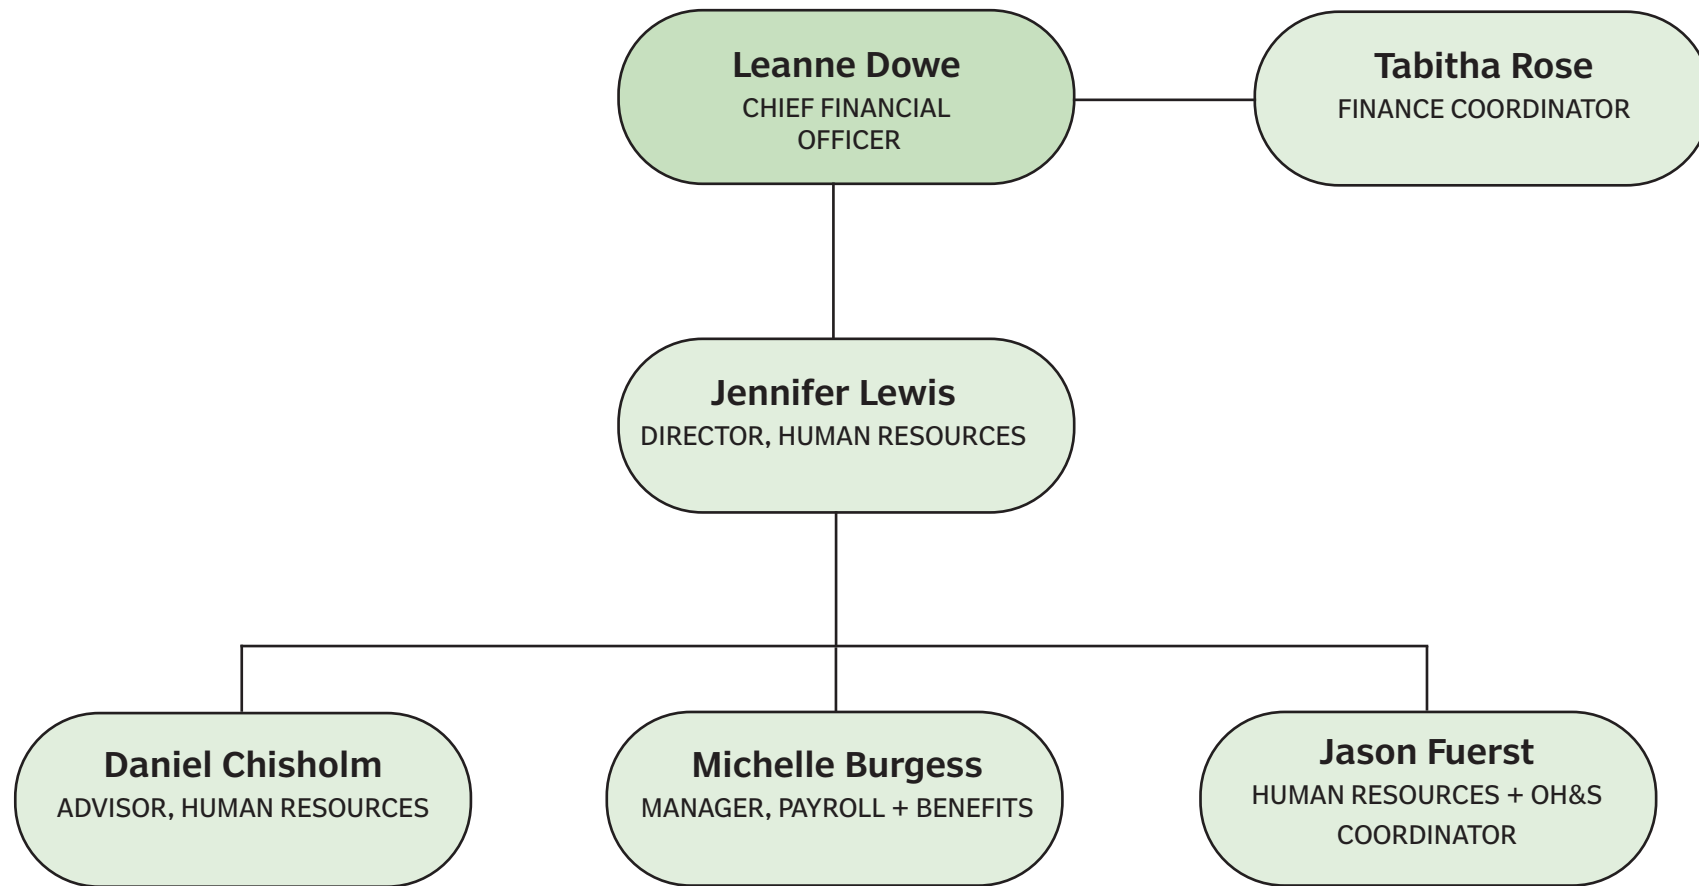 Leanne Dowe
CHIEF FINANCIAL
OFFICER
Tabitha Rose
FINANCE COORDINATOR
Jennifer Lewis
DIRECTOR, HUMAN RESOURCES
Daniel Chisholm
ADVISOR, HUMAN RESOURCES
Michelle Burgess
MANAGER, PAYROLL + BENEFITS
Jason Fuerst
HUMAN RESOURCES + OH&S
COORDINATOR